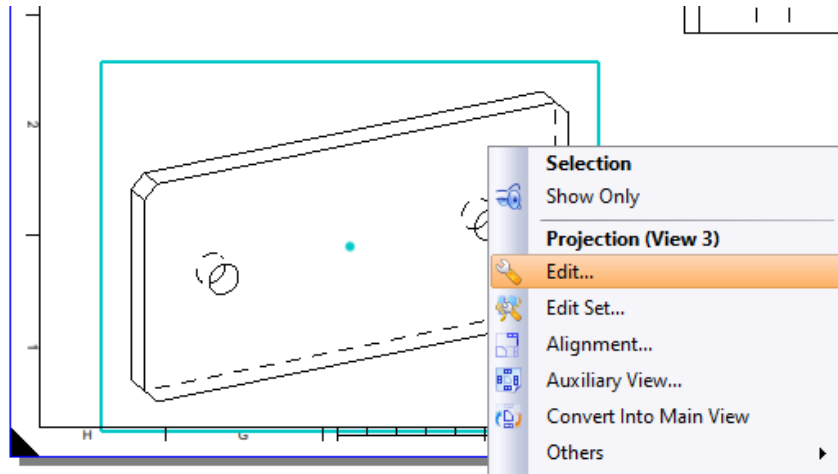 2
1
H
G
Selection
Show Only
Projection (View 3)
Edit...
Edit Set...
Alignment...
Auxiliary View...
Convert Into Main View
Others